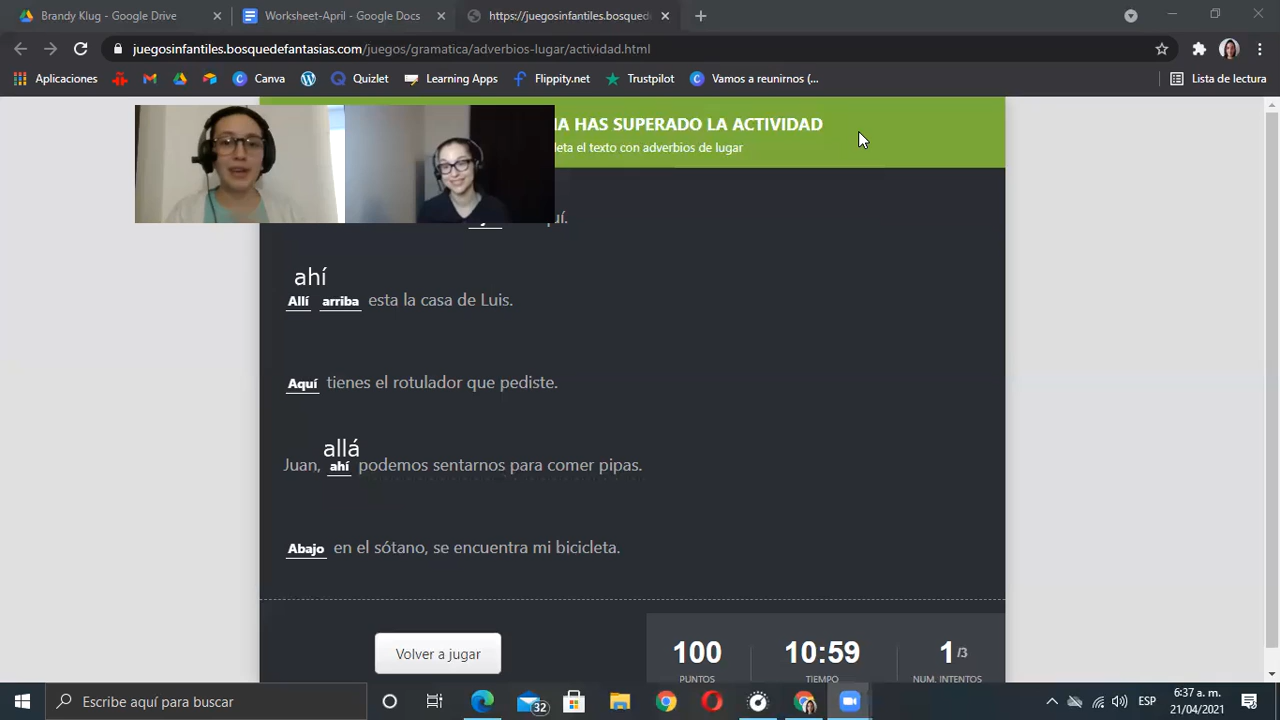 Brandy Klug - Google Drive
Worksheet-April - Google Docs
https://juegosinfantiles.bosquede
juegosinfantiles.bosquedefantasias.com/juegos/gramatica/adverbios-lugar/actividad.html
Aplicaciones
Canva
Quizlet
Learning Apps
Flippity.net
Trustpilot
Vamos a reunirnos (...
Lista de lectura
HAS SUPERADO LA ACTIVIDAD
el texto con adverbios de lugar
ahí
Allí arriba esta la casa de Luis.
Aquí tienes el rotulador que pediste.
allá
Juan, ahí podemos sentarnos para comer pipas.
Abajo en el sótano, se encuentra mi bicicleta.
Volver a jugar
100
10:59
1 /3
PUNTOS
TIEMPO
NUM. INTENTOS
Escribe aquí para buscar
32
ESP
6:37 a. m.
21/04/2021